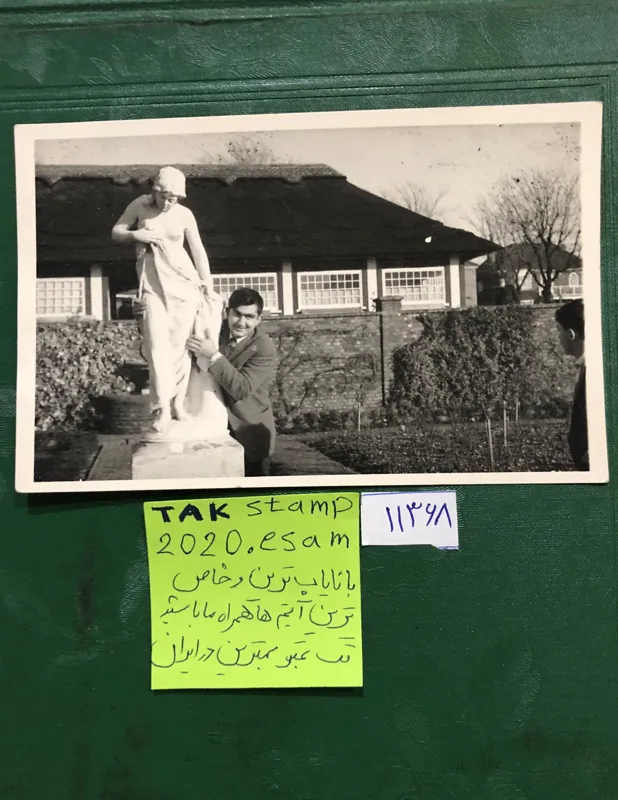 TAK stamp
2020.esam
با نایاب ترین و خاص
ترین آیتم ها همراه ما باشید
تک تمبر بهترین در ایران
۱۱۳۶۸